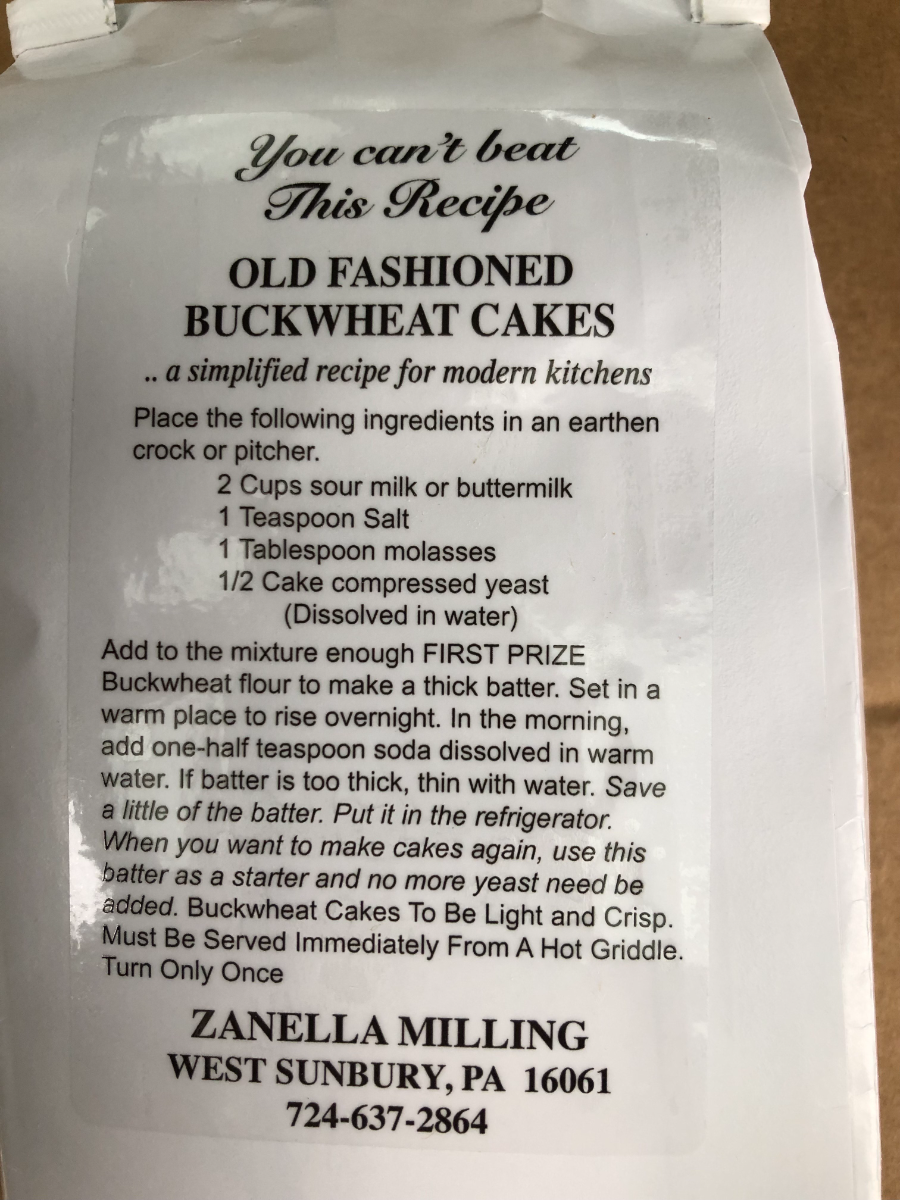 You can't beat
This Recipe
OLD FASHIONED
BUCKWHEAT CAKES
.. a simplified recipe for modern kitchens
Place the following ingredients in an earthen
crock or pitcher.
2 Cups sour milk or buttermilk
1 Teaspoon Salt
1 Tablespoon molasses
1/2 Cake compressed yeast
(Dissolved in water)
Add to the mixture enough FIRST PRIZE
Buckwheat flour to make a thick batter. Set in a
warm place to rise overnight. In the morning,
add one-half teaspoon soda dissolved in warm
water. If batter is too thick, thin with water. Save
a little of the batter. Put it in the refrigerator.
When you want to make cakes again, use this
batter as a starter and no more yeast need be
added. Buckwheat Cakes To Be Light and Crisp.
Must Be Served Immediately From A Hot Griddle.
Turn Only Once
ZANELLA MILLING
WEST SUNBURY, PA 16061
724-637-2864